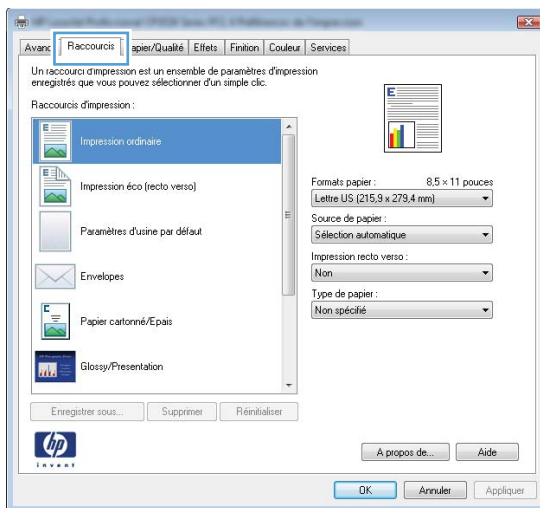 Avanc
Raccourcis
apier/Qualité
Effets
Finition
Couleur
Services
Un raccourci d'impression est un ensemble de paramètres d'impression
enregistrés que vous pouvez sélectionner d'un simple clic.
Raccourcis d'impression :
Impression ordinaire
Impression éco (recto verso)
Paramètres d'usine par défaut
Envelopes
Papier cartonné/Epais
Glossy/Presentation
Enregistrer sous...
Supprimer
Réinitialiser
E
Formats papier :
8,5 × 11 pouces
Lettre US (215,9 x 279,4 mm)
Source de papier :
Sélection automatique
Impression recto verso :
Non
Type de papier :
Non spécifié
hp
invent
A propos de...
Aide
OK
Annuler
Appliquer